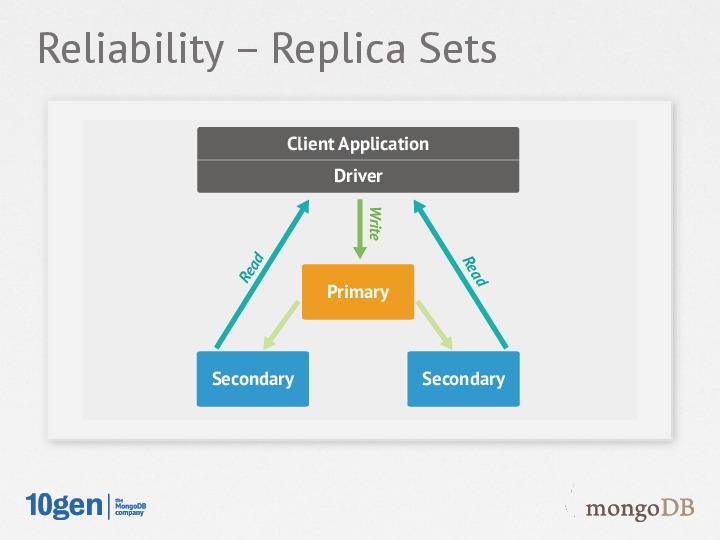 Reliability – Replica Sets
Client Application
Driver
Write
Read
Read
Primary
Secondary
Secondary
10gen
the
MongoDB
company
mongoDB